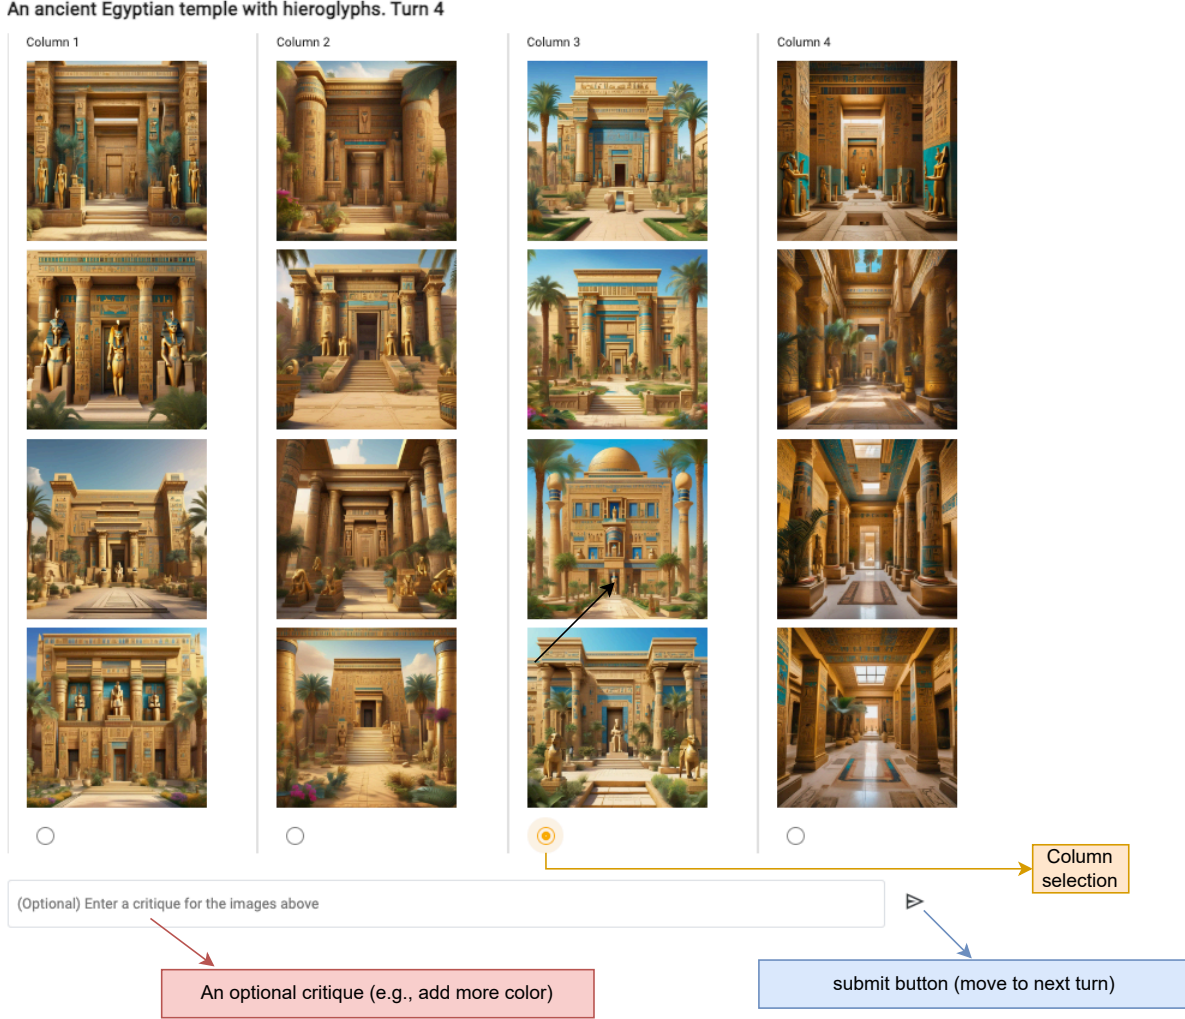 An ancient Egyptian temple with hieroglyphs. Turn 4
Column 1
Column 2
Column 3
Column 4
Column
selection
(Optional) Enter a critique for the images above
An optional critique (e.g., add more color)
submit button (move to next turn)